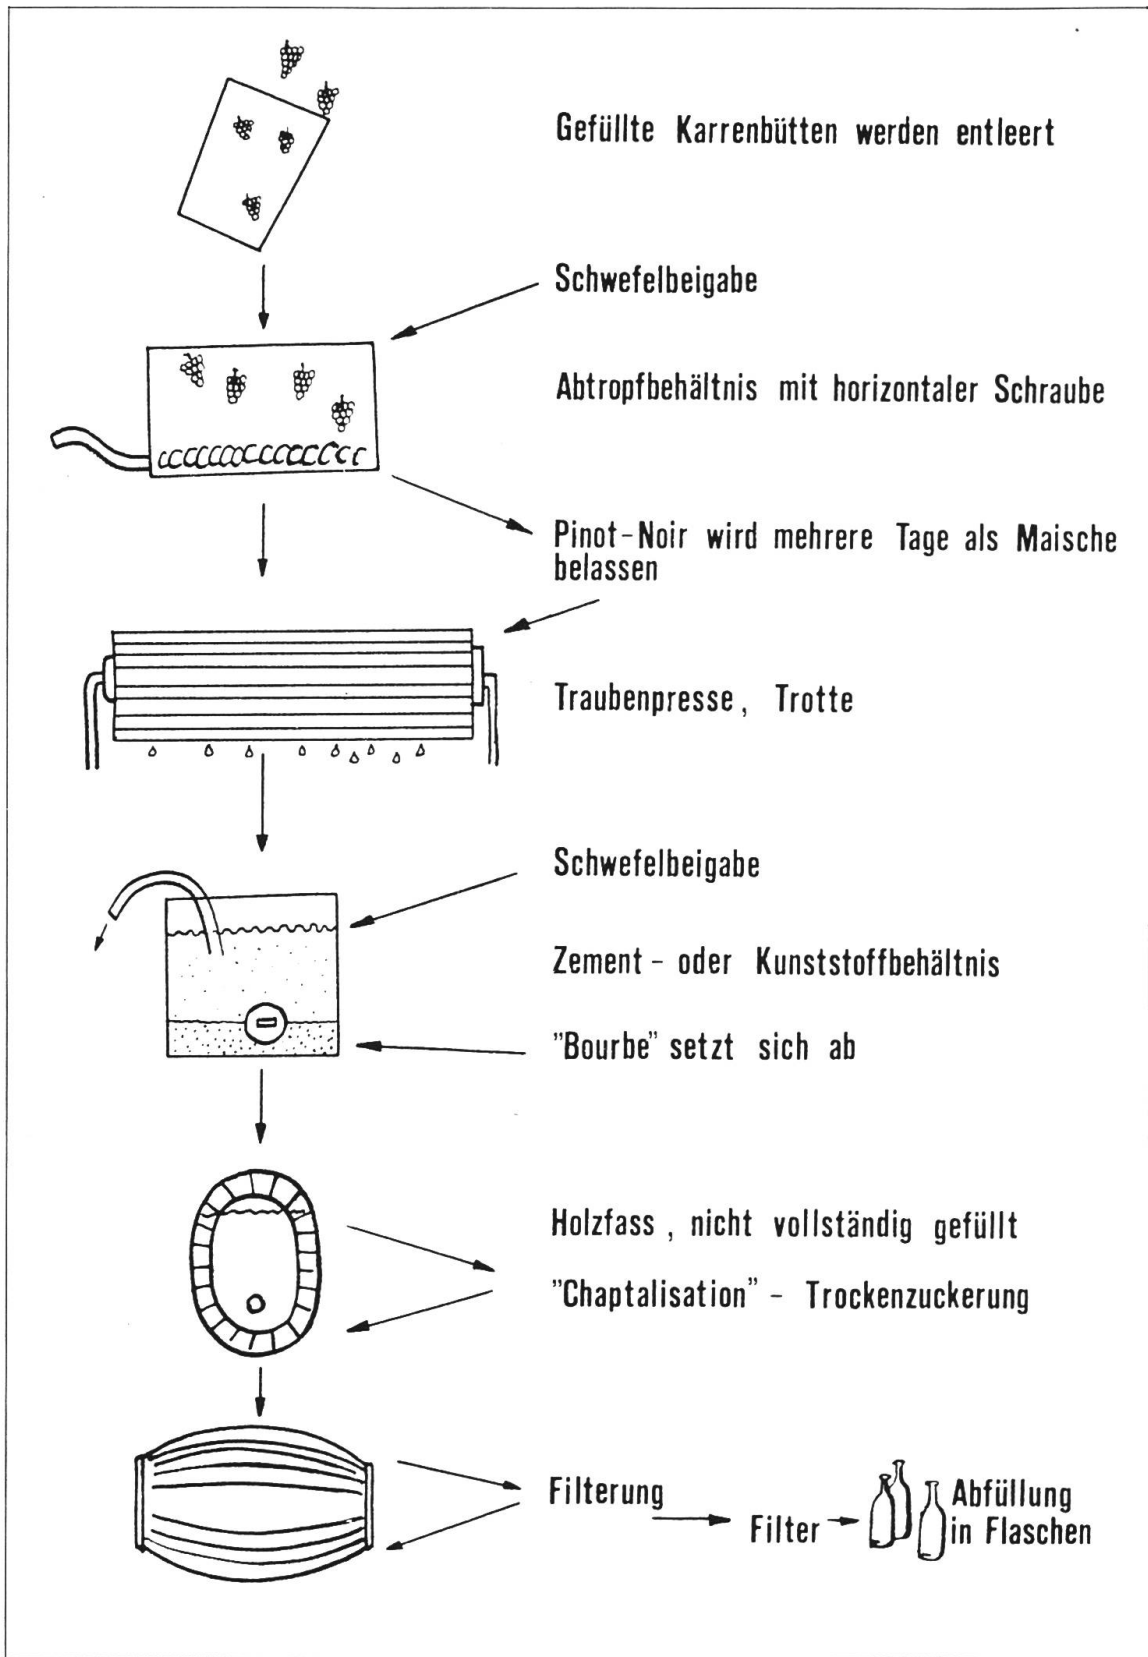 Gefüllte Karrenbütten werden entleert
Schwefelbeigabe
Abtropfbehältnis mit horizontaler Schraube
Pinot-Noir wird mehrere Tage als Maische
belassen
Traubenpresse, Trotte
Schwefelbeigabe
Zement- oder Kunststoffbehältnis
"Bourbe" setzt sich ab
Holzfass, nicht vollständig gefüllt
"Chaptalisation" - Trockenzuckerung
Filterung
Filter
Abfüllung
in Flaschen